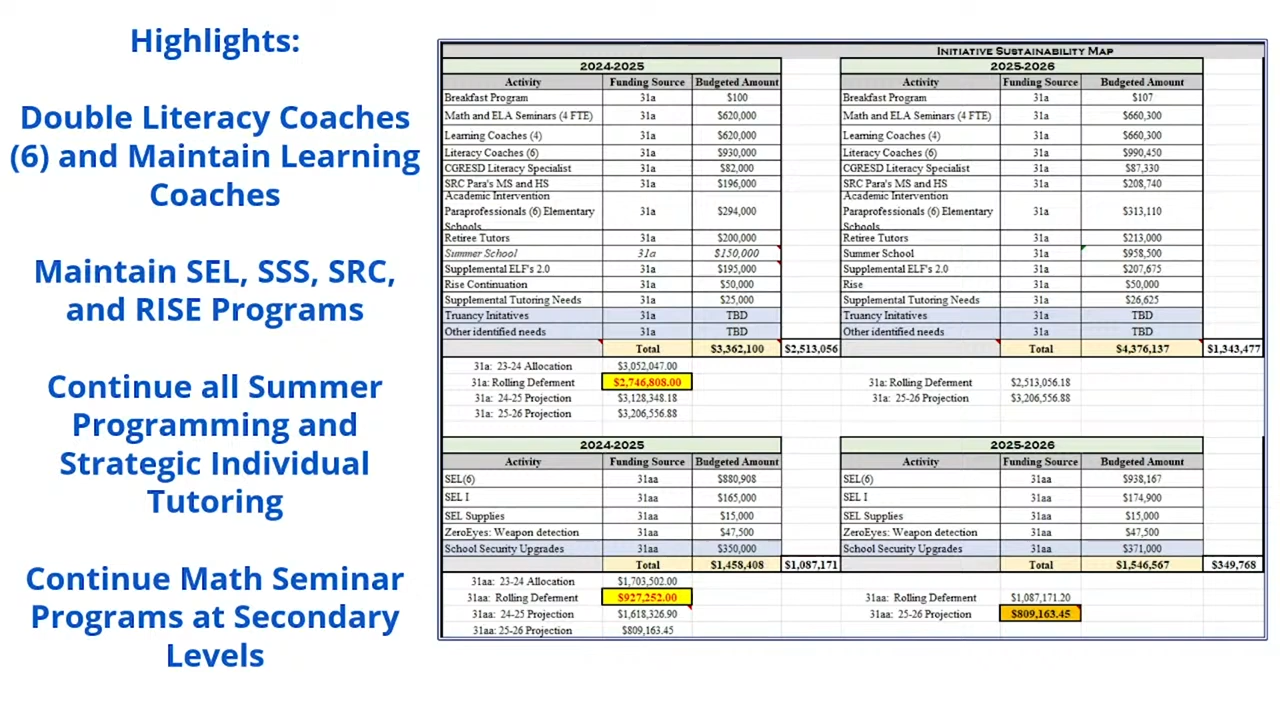 Highlights:
Double Literacy Coaches
(6) and Maintain Learning
Coaches
Maintain SEL, SSS, SRC,
and RISE Programs
Continue all Summer
Programming and
Strategic Individual
Tutoring
Continue Math Seminar
Programs at Secondary
Levels
Initiative Sustainability Map
2024-2025 2025-2026
Activity Funding Source Budgeted Amount Activity Funding Source Budgeted Amount
Breakfast Program 31a $100 Breakfast Program 31a $107
Math and ELA Seminars (4 FTE) 31a $620,000 Math and ELA Seminars (4 FTE) 31a $660,300
Learning Coaches (4) 31a $620,000 Learning Coaches (4) 31a $660,300
Literacy Coaches (6) 31a $930,000 Literacy Coaches (6) 31a $990,450
CGRESD Literacy Specialist 31a $82,000 CGRESD Literacy Specialist 31a $87,330
SRC Para's MS and HS 31a $196,000 SRC Para's MS and HS 31a $208,740
Academic Intervention Academic Intervention
Paraprofessionals (6) Elementary 31a $294,000 Paraprofessionals (6) Elementary 31a $313,110
Schools Schools
Retiree Tutors 31a $200,000 Retiree Tutors 31a $213,000
Summer School 31a $150,000 Summer School 31a $958,500
Supplemental ELF's 2.0 31a $195,000 Supplemental ELF's 2.0 31a $207,675
Rise Continuation 31a $50,000 Rise 31a $50,000
Supplemental Tutoring Needs 31a $25,000 Supplemental Tutoring Needs 31a $26,625
Truancy Initatives 31a TBD Truancy Initatives 31a TBD
Other identified needs 31a TBD Other identified needs 31a TBD
Total $3,362,100 $2,513,056 Total $4,376,137 $1,343,477
31a: 23-24 Allocation $3,052,047.00
31a: Rolling Deferment $2,746,808.00 31a: Rolling Deferment $2,513,056.18
31a: 24-25 Projection $3,128,348.18 31a: 25-26 Projection $3,206,556.88
31a: 25-26 Projection $3,206,556.88
2024-2025 2025-2026
Activity Funding Source Budgeted Amount Activity Funding Source Budgeted Amount
SEL(6) 31aa $880,908 SEL(6) 31aa $938,167
SEL I 31aa $165,000 SEL I 31aa $174,900
SEL Supplies 31aa $15,000 SEL Supplies 31aa $15,000
ZeroEyes: Weapon detection 31aa $47,500 ZeroEyes: Weapon detection 31aa $47,500
School Security Upgrades 31aa $350,000 School Security Upgrades 31aa $371,000
Total $1,458,408 $1,087,171 Total $1,546,567 $349,768
31aa: 23-24 Allocation $1,703,502.00
31aa: Rolling Deferment $927,252.00 31aa: Rolling Deferment $1,087,171.20
31aa: 24-25 Projection $1,618,326.90 31aa: 25-26 Projection $809,163.45
31aa: 25-26 Projection $809,163.45